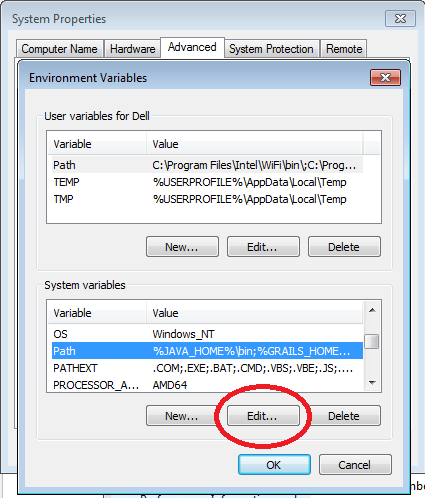 System Properties
Computer Name Hardware Advanced System Protection Remote
Environment Variables
User variables for Dell
Variable Value
Path C:\Program Files\Intel\WiFi\bin\;C:\Prog...
TEMP %USERPROFILE%\AppData\Local\Temp
TMP %USERPROFILE%\AppData\Local\Temp
New... Edit... Delete
System variables
Variable Value
OS Windows_NT
Path %JAVA_HOME%\bin;%GRAILS_HOME...
PATHEXT .COM;.EXE;.BAT;.CMD;.VBS;.VBE;.JS;....
PROCESSOR_A... AMD64
New... Edit... Delete
OK Cancel